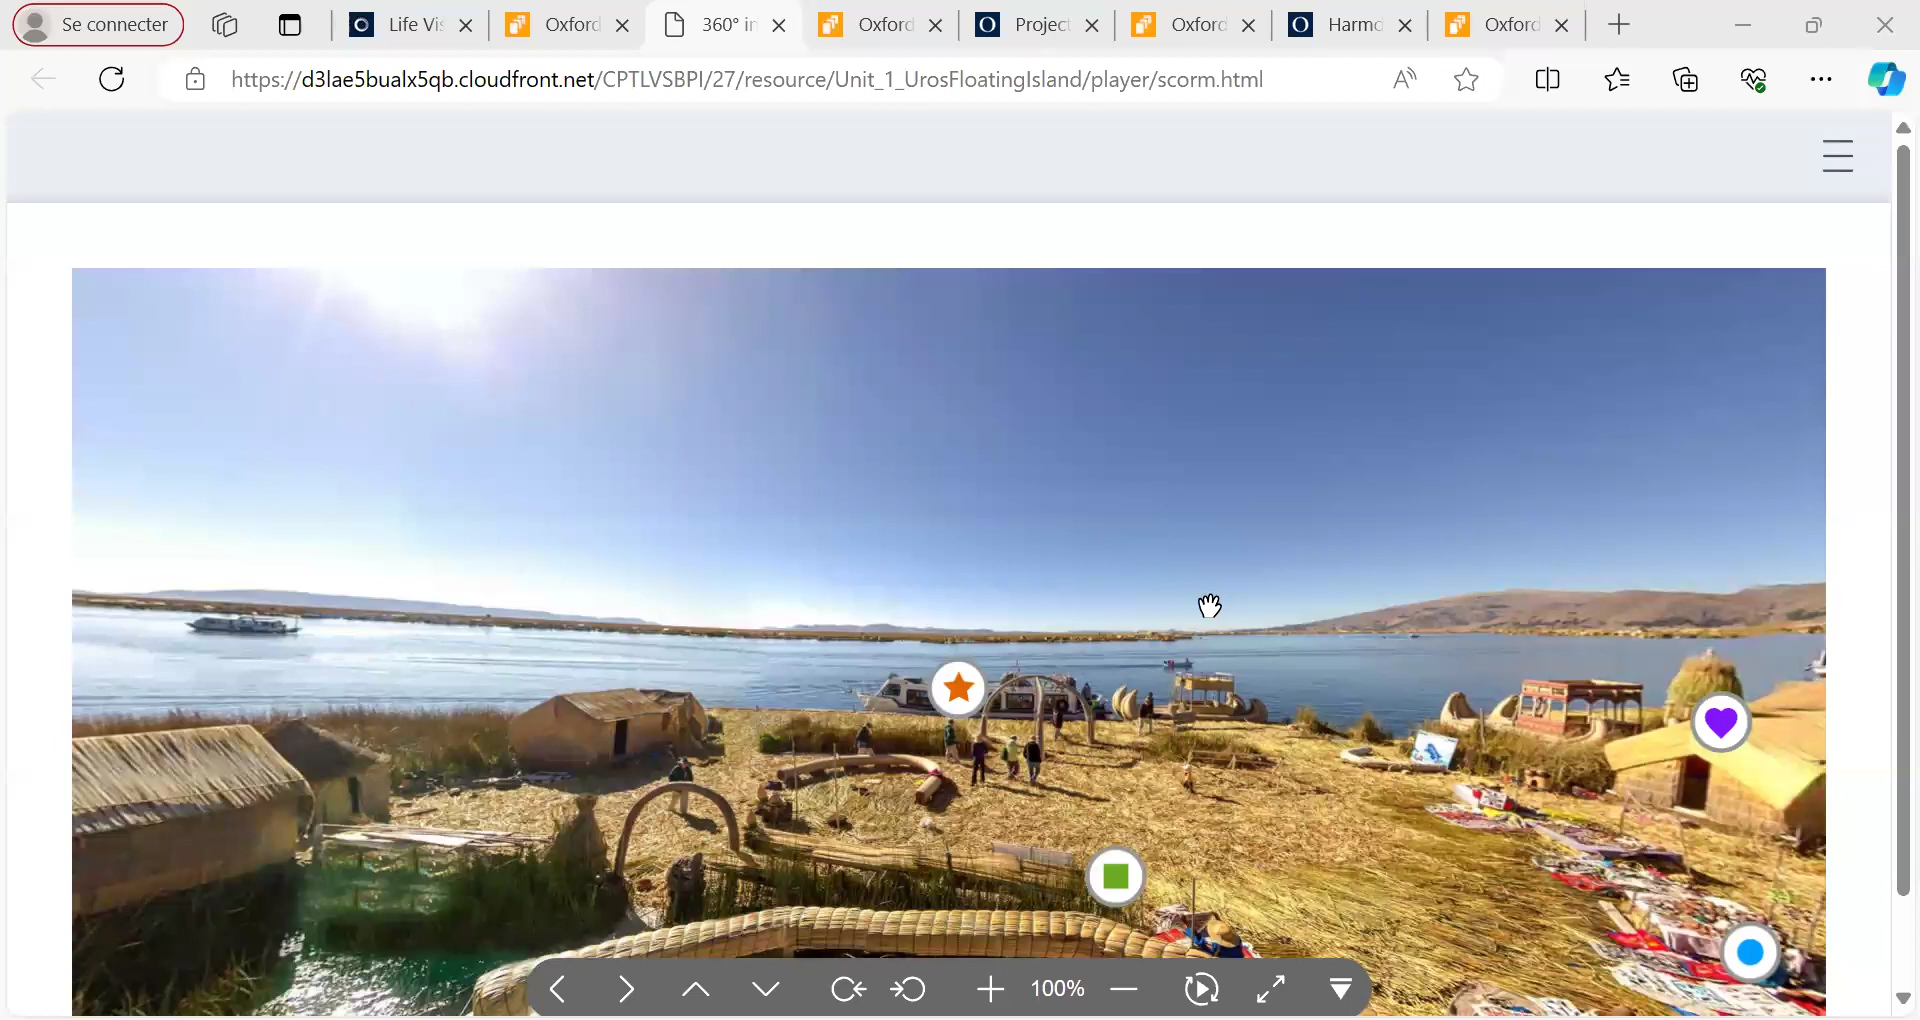 Se connecter
Life Vis
Oxford
360° in
Oxford
Project
Oxford
Harmo
Oxford
https://d3lae5bualx5qb.cloudfront.net/CPTLVSBPI/27/resource/Unit_1_UrosFloatingIsland/player/scorm.html
100%